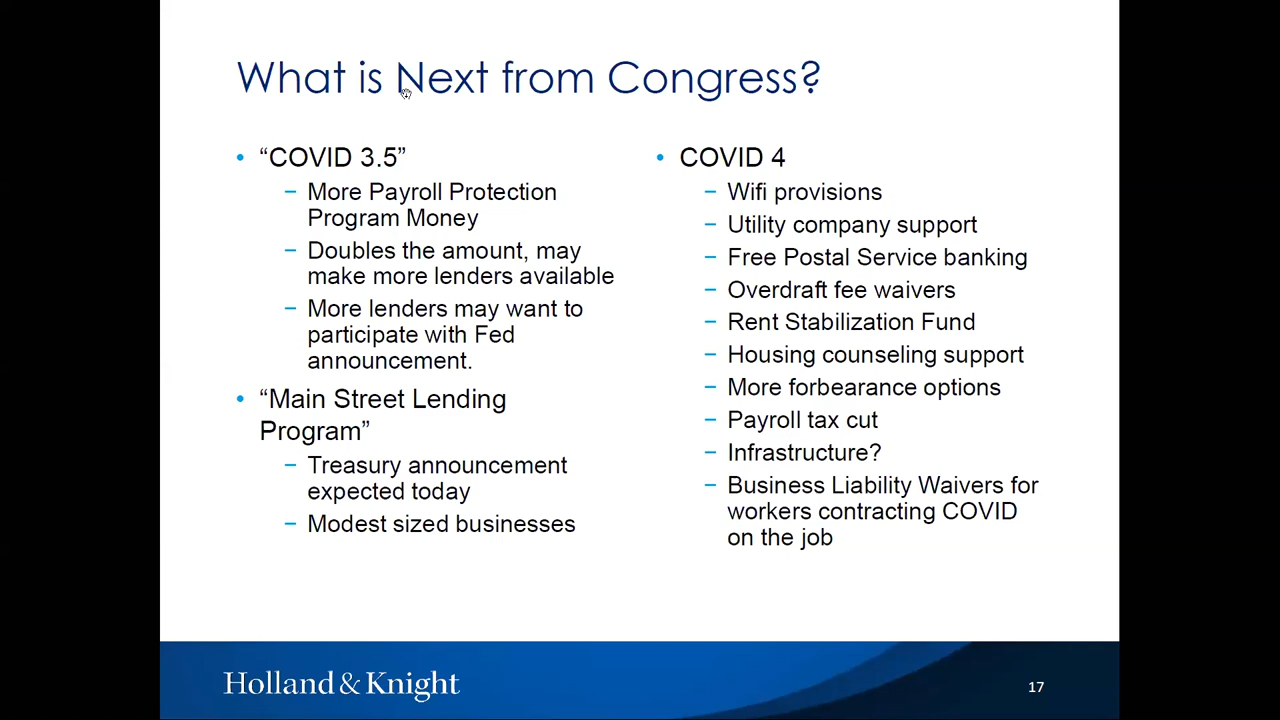 What is Next from Congress?
• “COVID 3.5”
− More Payroll Protection
Program Money
− Doubles the amount, may
make more lenders available
− More lenders may want to
participate with Fed
announcement.
• “Main Street Lending
Program”
− Treasury announcement
expected today
− Modest sized businesses
• COVID 4
− Wifi provisions
− Utility company support
− Free Postal Service banking
− Overdraft fee waivers
− Rent Stabilization Fund
− Housing counseling support
− More forbearance options
− Payroll tax cut
− Infrastructure?
− Business Liability Waivers for
workers contracting COVID
on the job
Holland & Knight
17